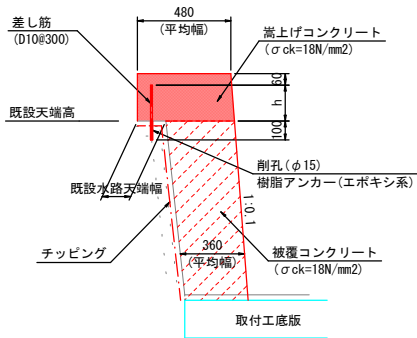 480
(平均幅)
差し筋
(D10@300)
嵩上げコンクリート
(σck=18N/mm2)
60
h
100
既設天端高
削孔(φ15)
樹脂アンカー(エポキシ系)
既設水路天端幅
1:0.1
チッピング
360
(平均幅)
被覆コンクリート
(σck=18N/mm2)
取付工底版